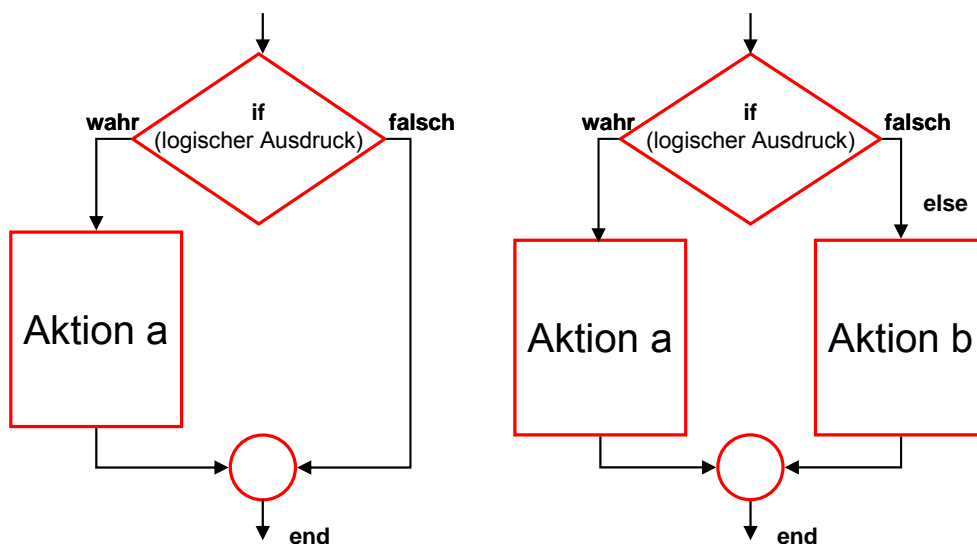 if
(logischer Ausdruck)
wahr
falsch
Aktion a
end
if
(logischer Ausdruck)
wahr
falsch
else
Aktion a
Aktion b
end